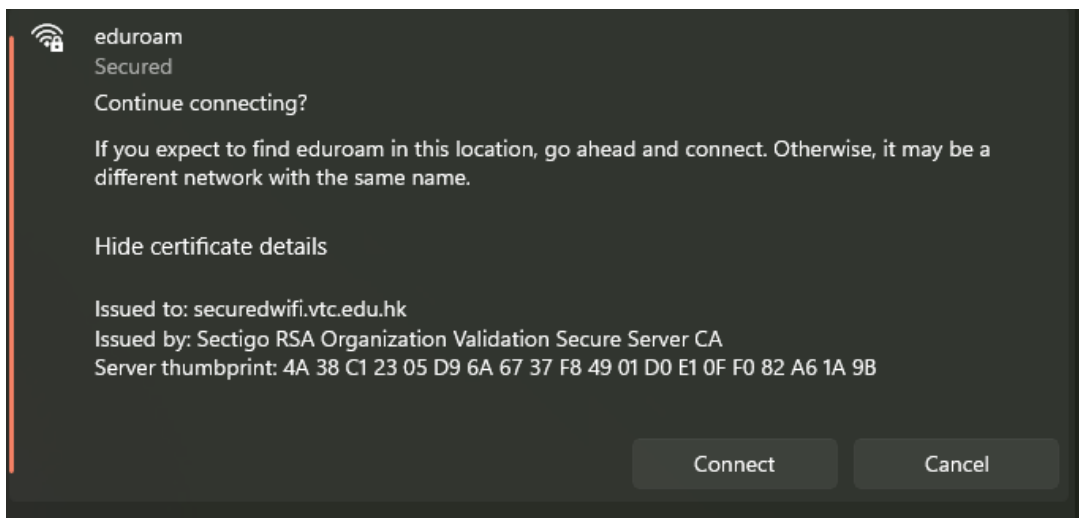 eduroam
Secured
Continue connecting?
If you expect to find eduroam in this location, go ahead and connect. Otherwise, it may be a
different network with the same name.
Hide certificate details
Issued to: securedwifi.vtc.edu.hk
Issued by: Sectigo RSA Organization Validation Secure Server CA
Server thumbprint: 4A 38 C1 23 05 D9 6A 67 37 F8 49 01 D0 E1 0F F0 82 A6 1A 9B
Connect Cancel